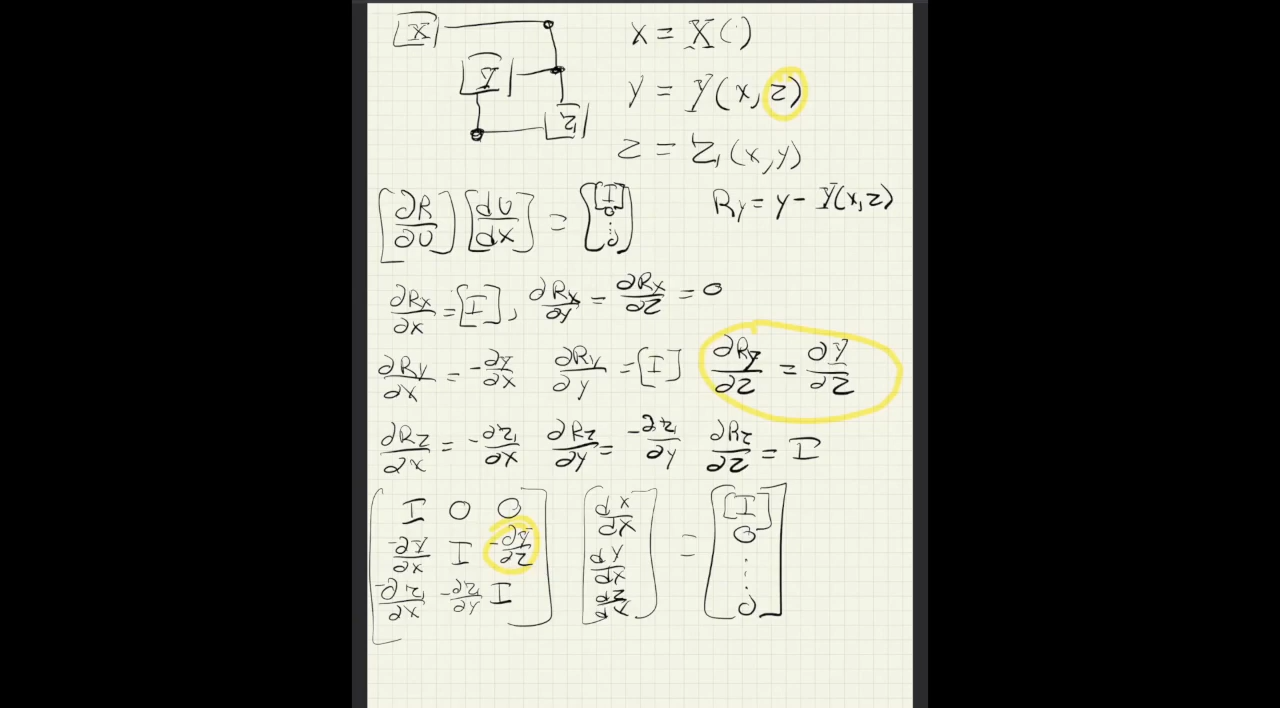 X
x = X()
Y
y = Y(x, z)
Z
z = Z(x, y)
R_y = y - Y(x, z)
[∂R/∂U] [dU/dx] = [[I] 0 ⋮ 0]
∂R_x/∂x = [I], ∂R_x/∂y = ∂R_x/∂z = 0
∂R_y/∂x = -∂Y/∂x ∂R_y/∂y = [I] ∂R_y/∂z = ∂Y/∂z
∂R_z/∂x = -∂Z/∂x ∂R_z/∂y = -∂Z/∂y ∂R_z/∂z = I
I 0 0 dx/dx [I]
-∂Y/∂x I -∂Y/∂z dy/dx = 0 ⋮
-∂Z/∂x -∂Z/∂y I dz/dx 0